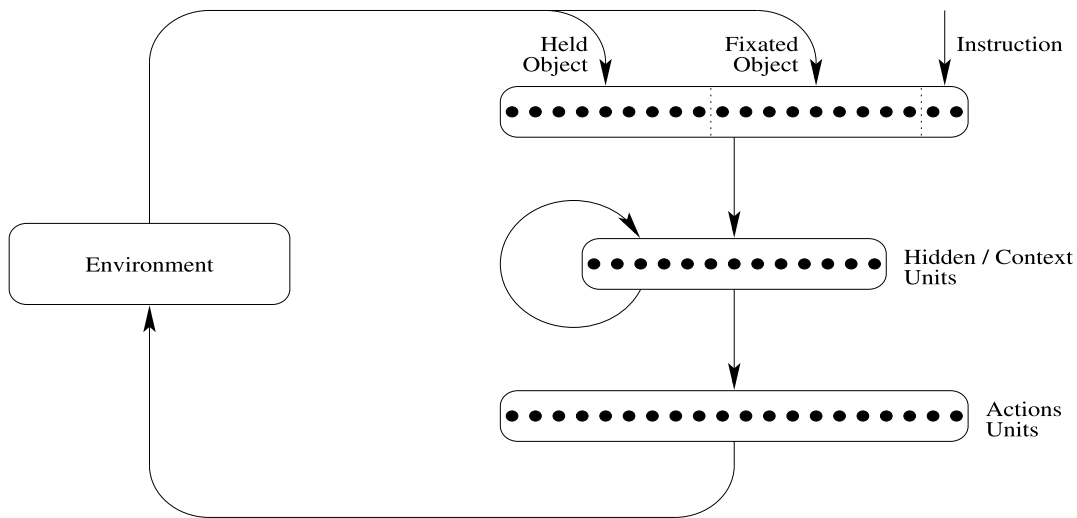 Held
Object
Fixated
Object
Instruction
Environment
Hidden / Context
Units
Actions
Units